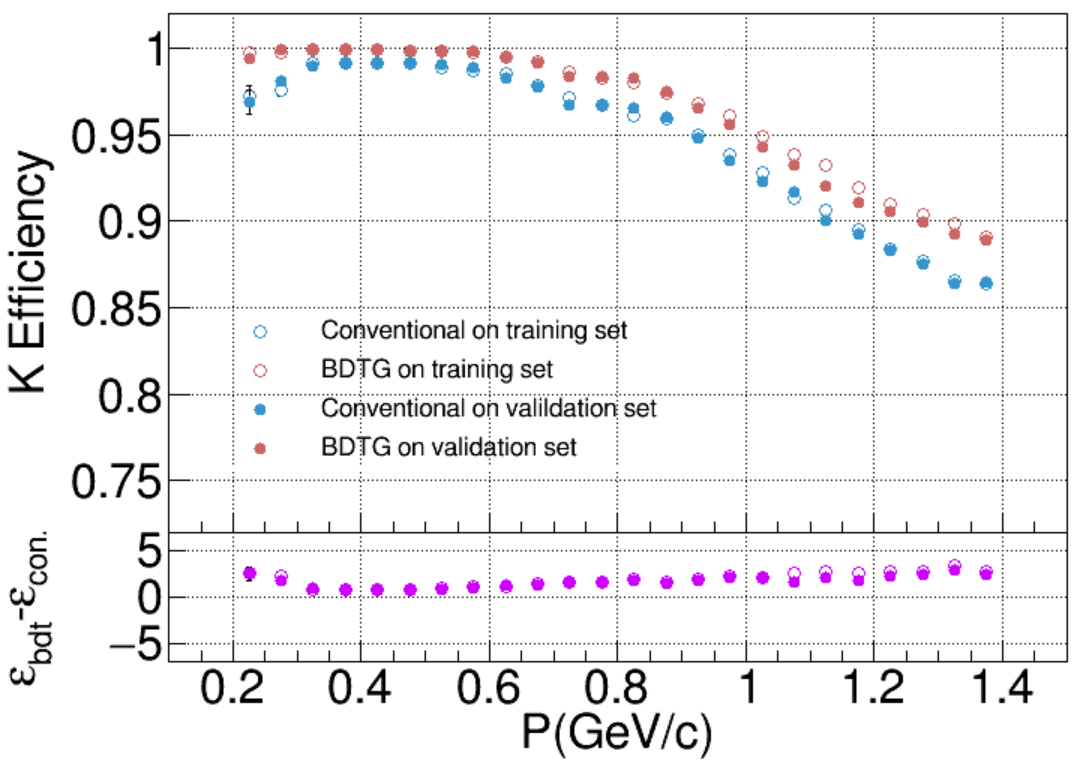 K Efficiency
1
0.95
0.9
0.85
0.8
0.75
Conventional on training set
BDTG on training set
Conventional on valildation set
BDTG on validation set
εbdt-εcon.
5
0
−5
0.2 0.4 0.6 0.8 1 1.2 1.4
P(GeV/c)